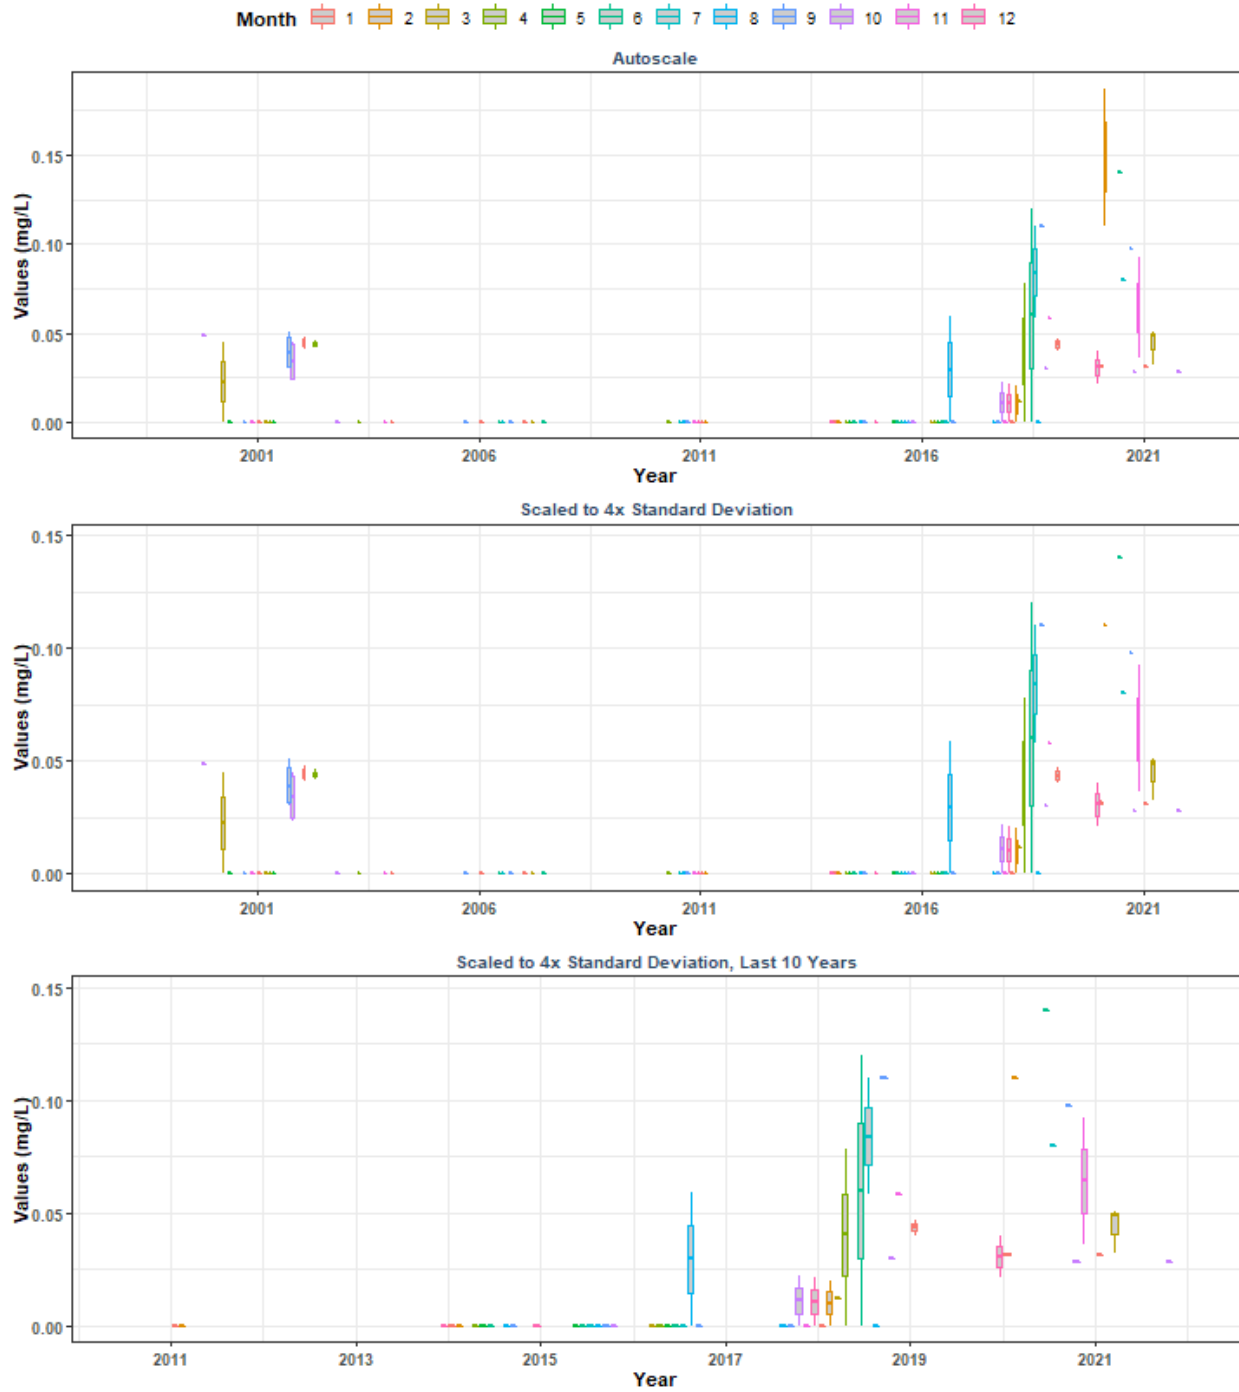 Month 1 2 3 4 5 6 7 8 9 10 11 12
Autoscale
Values (mg/L)
0.15
0.10
0.05
0.00
2001 2006 2011 2016 2021
Year
Scaled to 4x Standard Deviation
Values (mg/L)
0.15
0.10
0.05
0.00
2001 2006 2011 2016 2021
Year
Scaled to 4x Standard Deviation, Last 10 Years
Values (mg/L)
0.15
0.10
0.05
0.00
2011 2013 2015 2017 2019 2021
Year